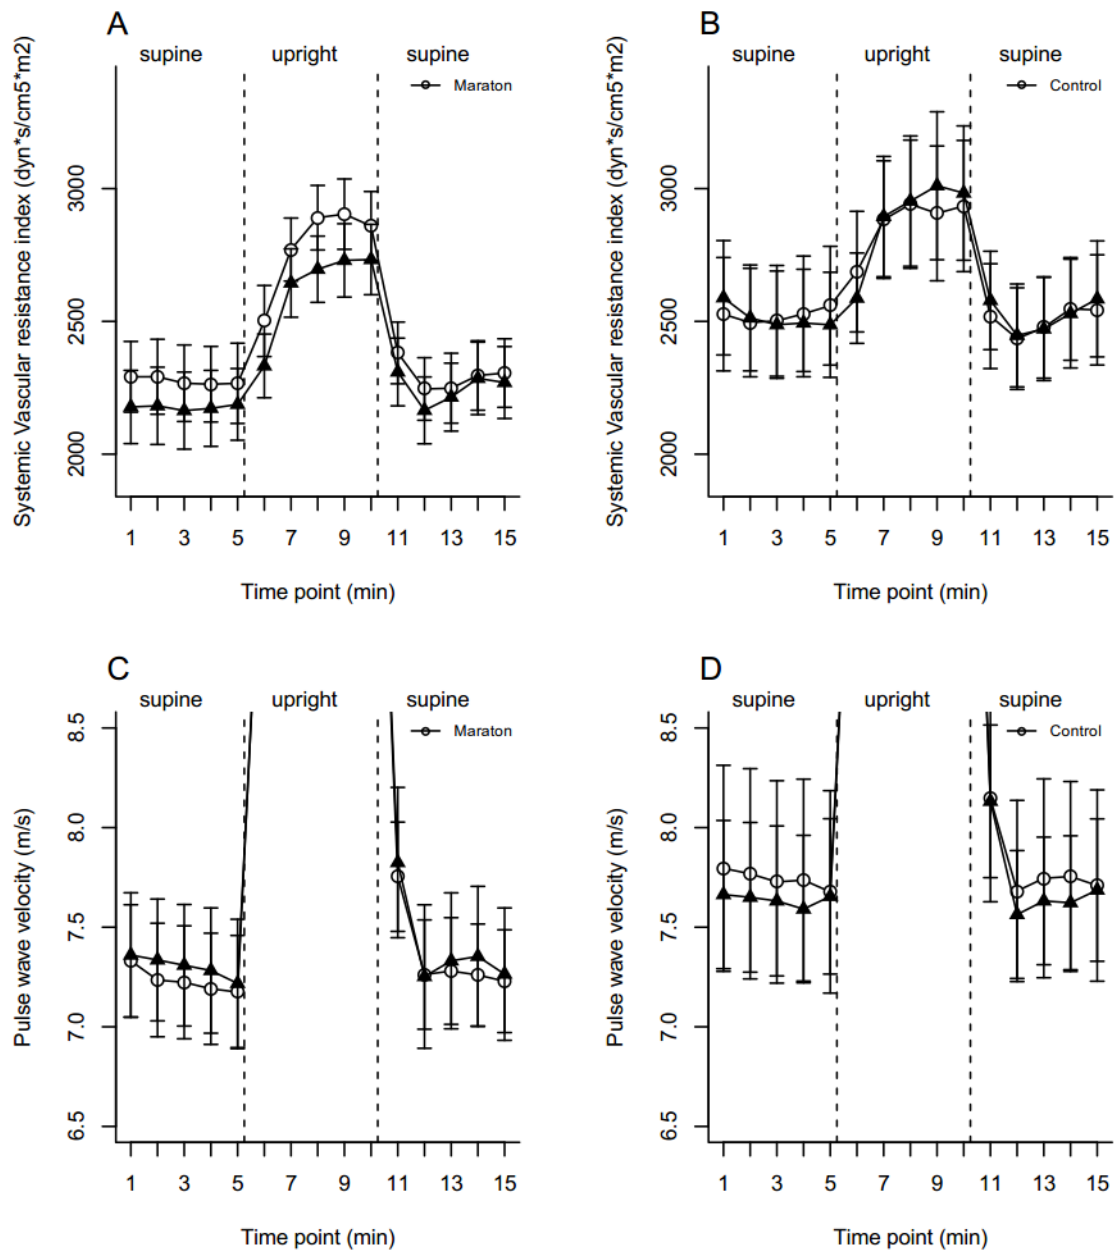 A
supine
upright
supine
Maraton
Systemic Vascular resistance index (dyn*s/cm5*m2)
3000
2500
2000
1
3
5
7
9
11
13
15
Time point (min)
B
supine
upright
supine
Control
Systemic Vascular resistance index (dyn*s/cm5*m2)
3000
2500
2000
1
3
5
7
9
11
13
15
Time point (min)
C
supine
upright
supine
Maraton
Pulse wave velocity (m/s)
8.5
8.0
7.5
7.0
6.5
1
3
5
7
9
11
13
15
Time point (min)
D
supine
upright
supine
Control
Pulse wave velocity (m/s)
8.5
8.0
7.5
7.0
6.5
1
3
5
7
9
11
13
15
Time point (min)